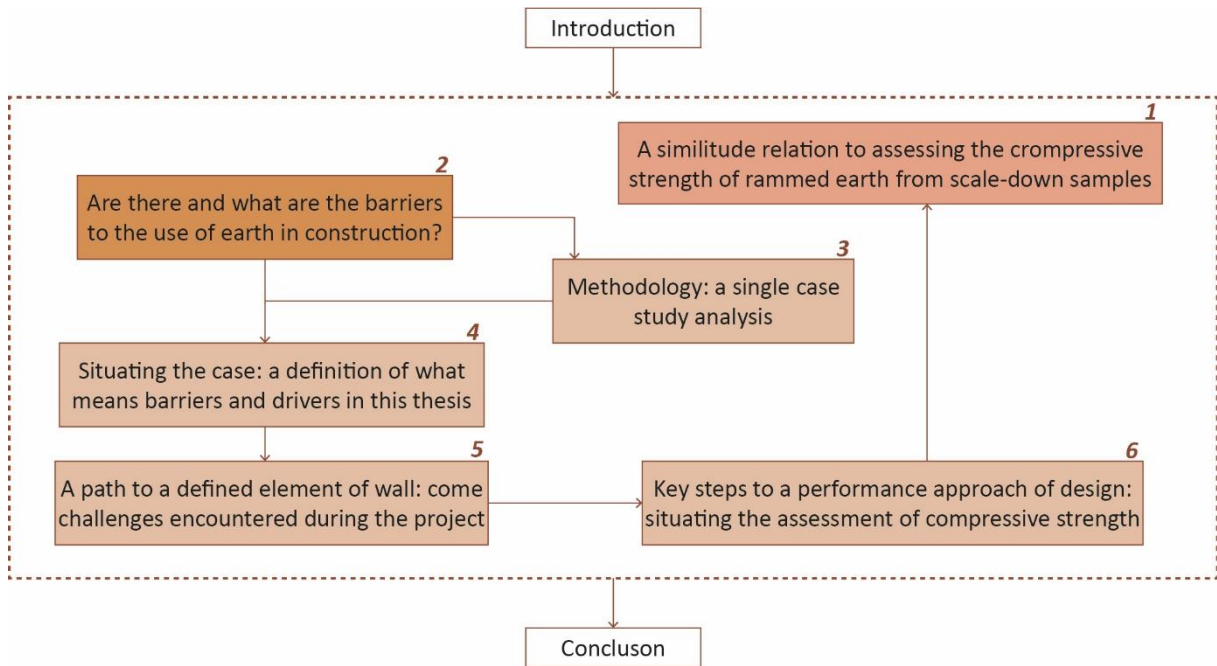 Introduction
1
A similitude relation to assessing the crompressive
strength of rammed earth from scale-down samples
2
Are there and what are the barriers
to the use of earth in construction?
3
Methodology: a single case
study analysis
4
Situating the case: a definition of what
means barriers and drivers in this thesis
5
A path to a defined element of wall: come
challenges encountered during the project
6
Key steps to a performance approach of design:
situating the assessment of compressive strength
Concluson